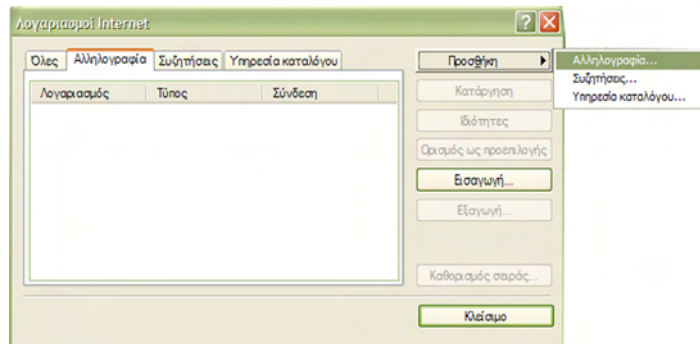 Λογαριασμοί Internet
Όλες Αλληλογραφία Συζητήσεις Υπηρεσία καταλόγου
Λογαριασμός Τύπος Σύνδεση
Προσθήκη
Κατάργηση
Ιδιότητες
Ορισμός ως προεπιλογής
Εισαγωγή...
Εξαγωγή...
Καθορισμός σειράς...
Κλείσιμο
Αλληλογραφία...
Συζητήσεις...
Υπηρεσία καταλόγου...